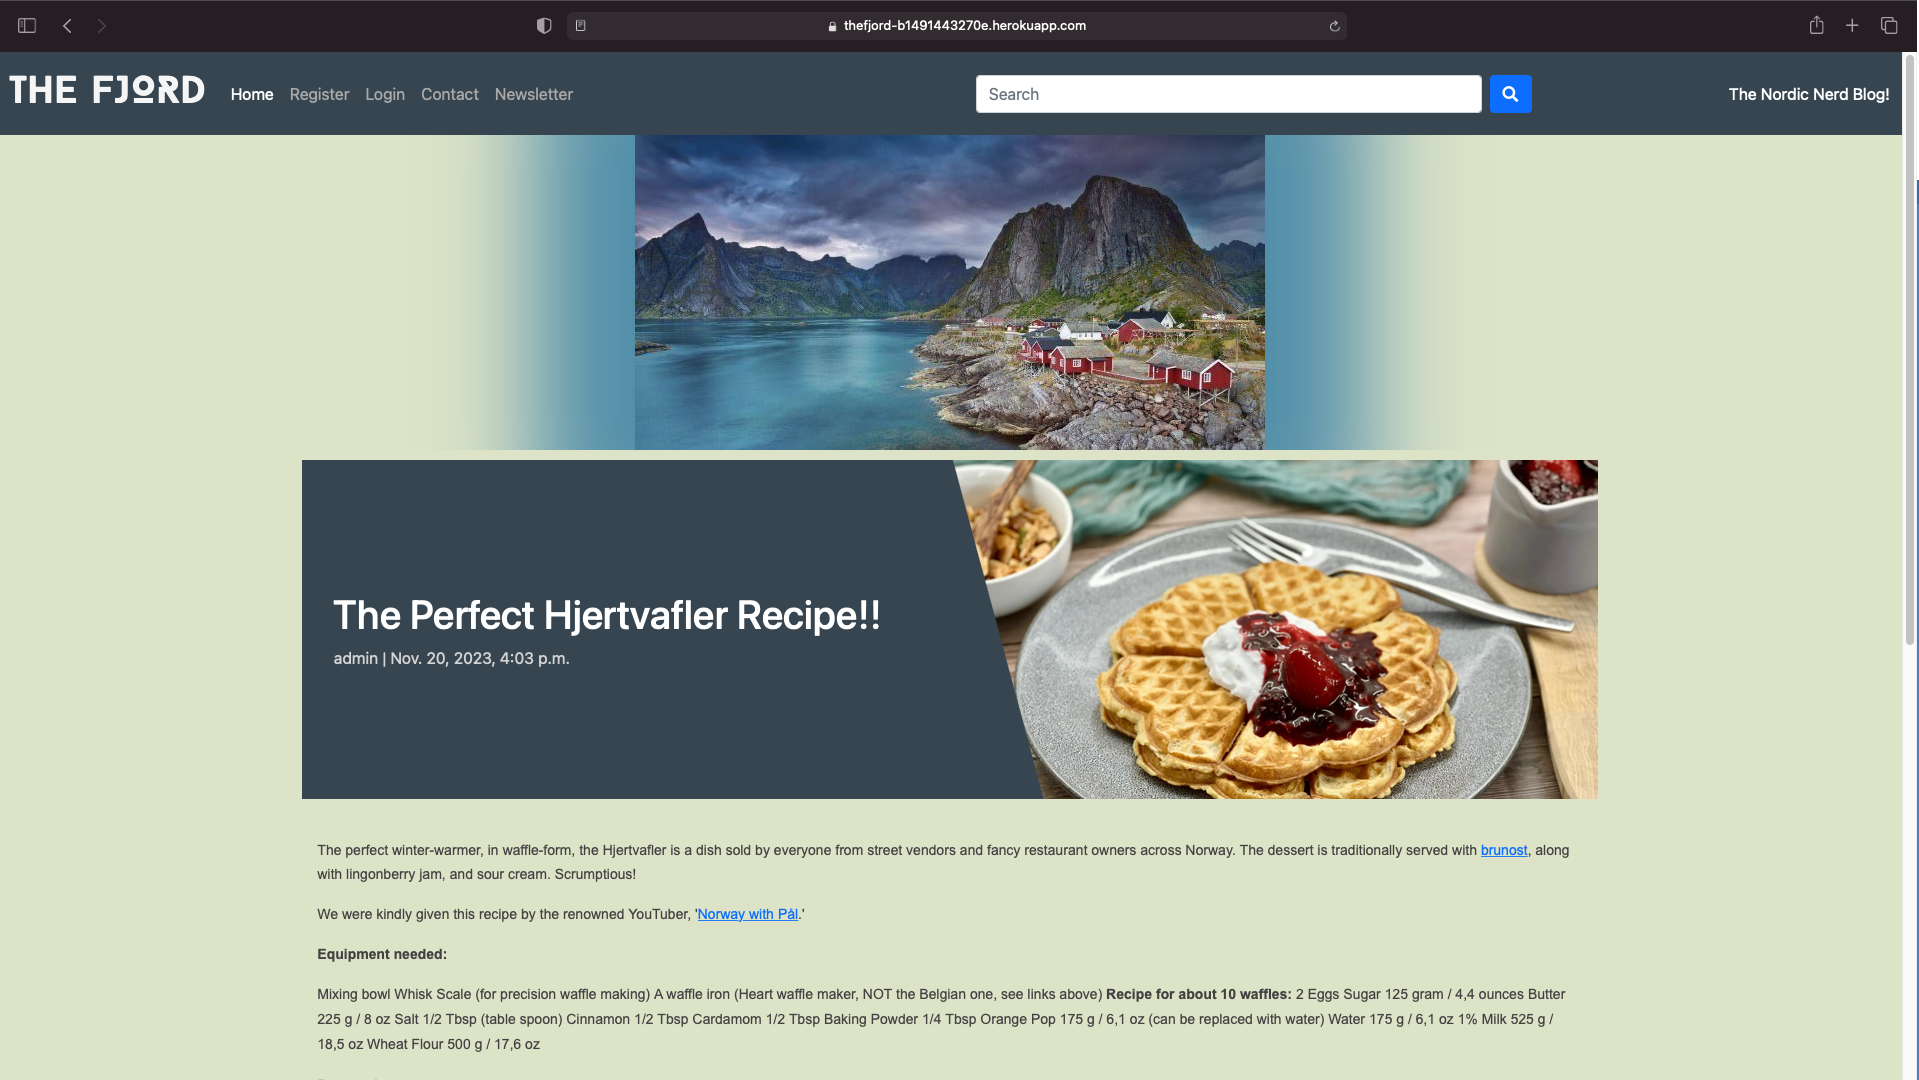 thefjord-b1491443270e.herokuapp.com
THE FJORD Home Register Login Contact Newsletter Search The Nordic Nerd Blog!
The Perfect Hjertvafler Recipe!!
admin | Nov. 20, 2023, 4:03 p.m.
The perfect winter-warmer, in waffle-form, the Hjertvafler is a dish sold by everyone from street vendors and fancy restaurant owners across Norway. The dessert is traditionally served with brunost, along
with lingonberry jam, and sour cream. Scrumptious!
We were kindly given this recipe by the renowned YouTuber, 'Norway with Pål.'
Equipment needed:
Mixing bowl Whisk Scale (for precision waffle making) A waffle iron (Heart waffle maker, NOT the Belgian one, see links above) Recipe for about 10 waffles: 2 Eggs Sugar 125 gram / 4,4 ounces Butter
225 g / 8 oz Salt 1/2 Tbsp (table spoon) Cinnamon 1/2 Tbsp Cardamom 1/2 Tbsp Baking Powder 1/4 Tbsp Orange Pop 175 g / 6,1 oz (can be replaced with water) Water 175 g / 6,1 oz 1% Milk 525 g /
18,5 oz Wheat Flour 500 g / 17,6 oz